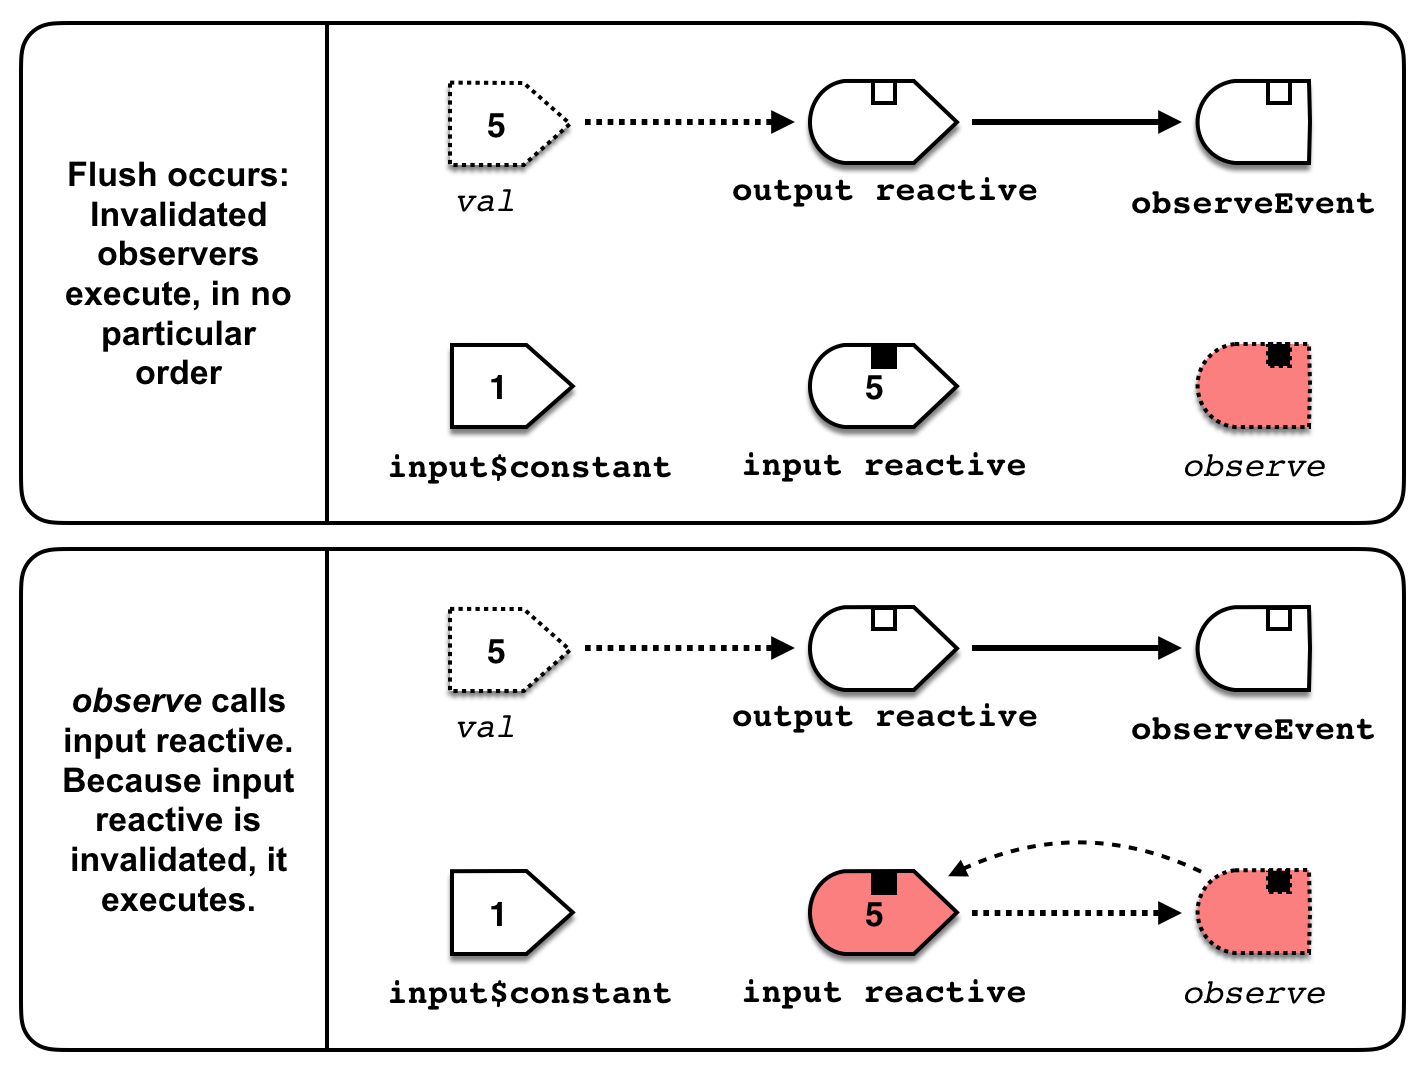 Flush occurs:
Invalidated
observers
execute, in no
particular
order
5
val
output reactive
observeEvent
1
input$constant
5
input reactive
observe
observe calls
input reactive.
Because input
reactive is
invalidated, it
executes.
5
val
output reactive
observeEvent
1
input$constant
5
input reactive
observe